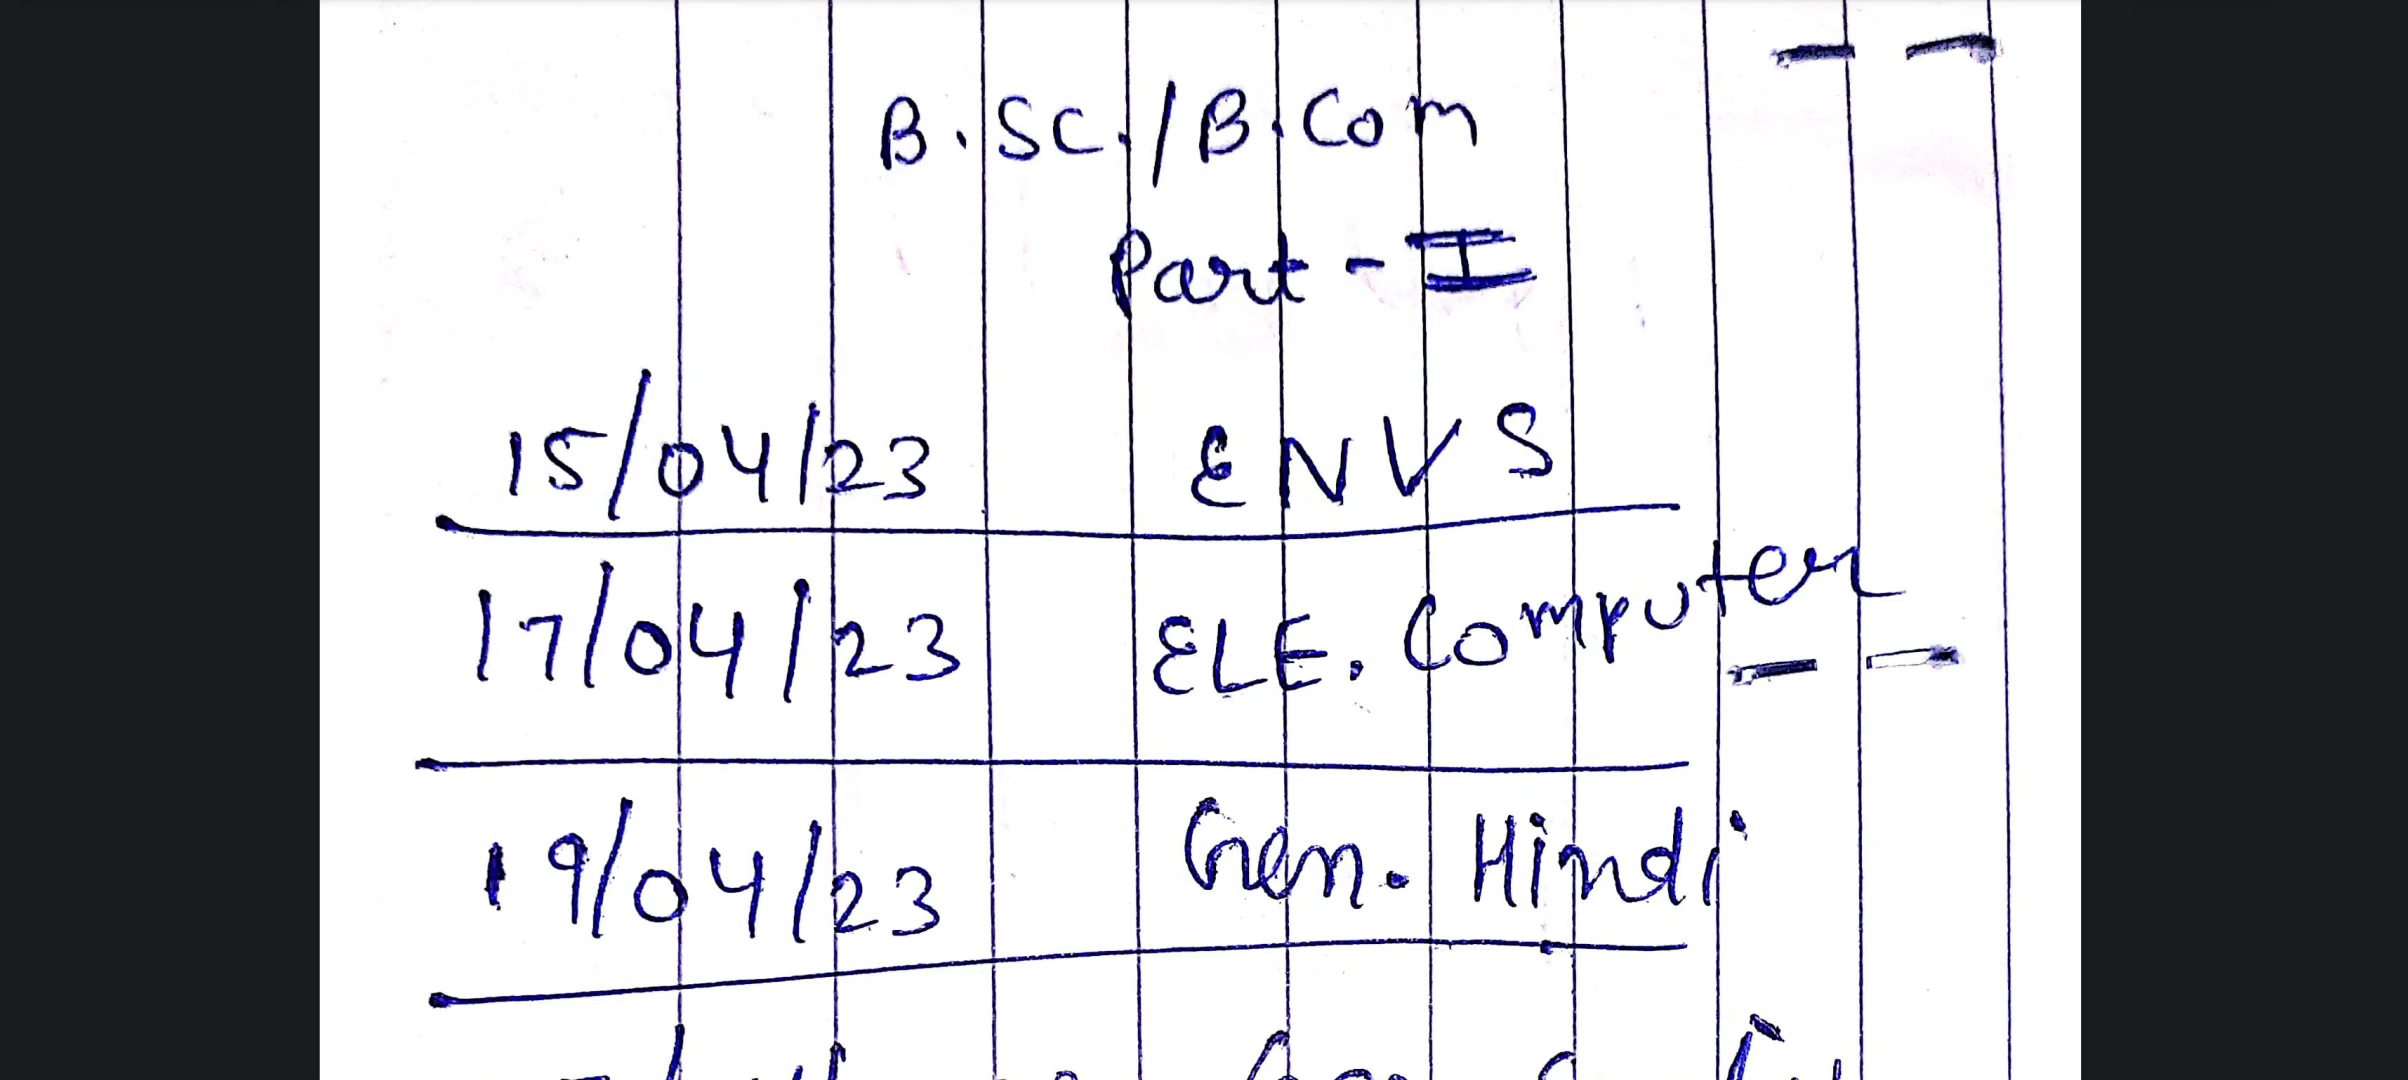 B.SC./B.Com
Part - I
15/04/23 ENVS
17/04/23 ELE. Computer
19/04/23 Gen. Hindi